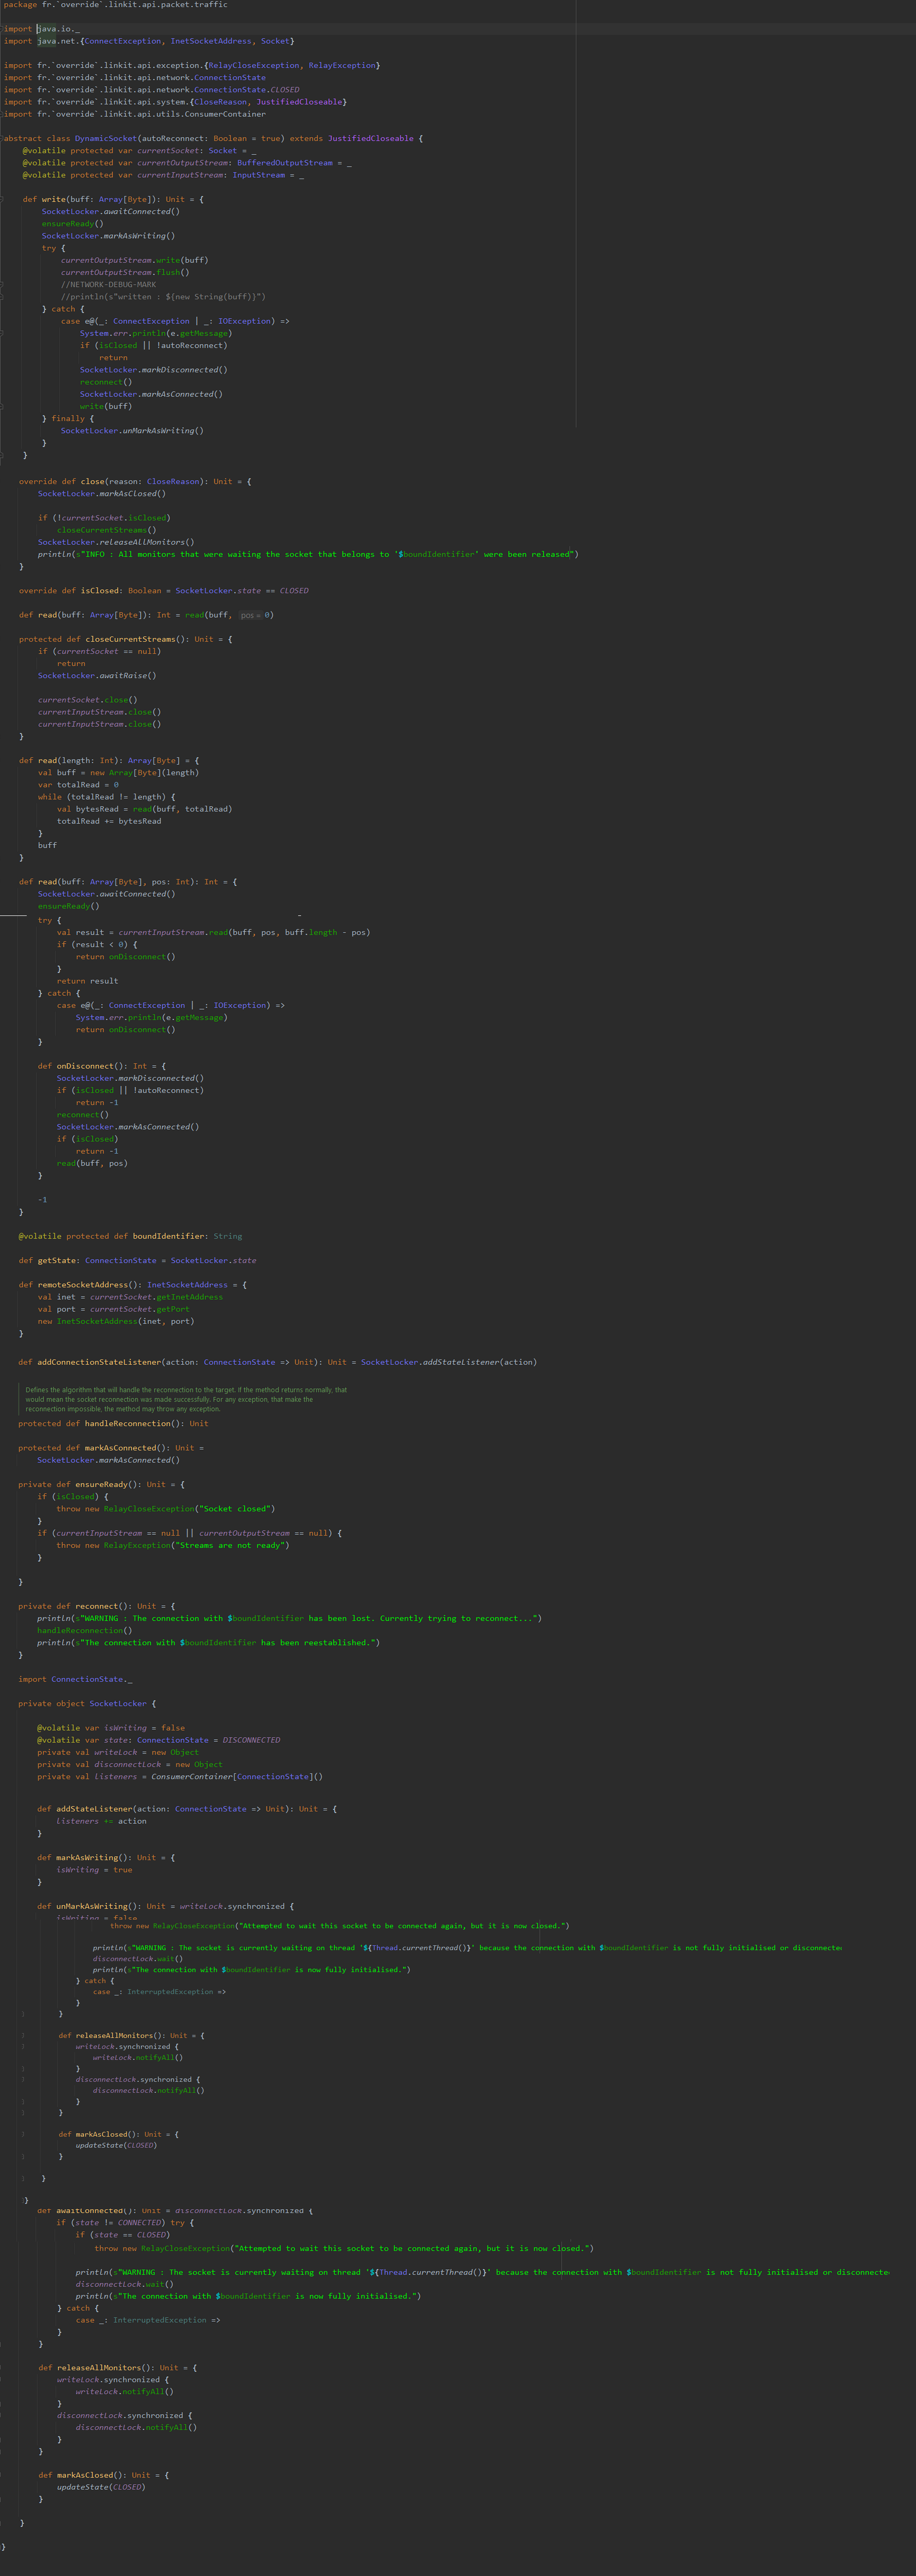 package fr.`override`.linkit.api.packet.traffic
import java.io._
import java.net.{ConnectException, InetSocketAddress, Socket}
import fr.`override`.linkit.api.exception.{RelayCloseException, RelayException}
import fr.`override`.linkit.api.network.ConnectionState
import fr.`override`.linkit.api.network.ConnectionState.CLOSED
import fr.`override`.linkit.api.system.{CloseReason, JustifiedCloseable}
import fr.`override`.linkit.api.utils.ConsumerContainer
abstract class DynamicSocket(autoReconnect: Boolean = true) extends JustifiedCloseable {
@volatile protected var currentSocket: Socket = _
@volatile protected var currentOutputStream: BufferedOutputStream = _
@volatile protected var currentInputStream: InputStream = _
def write(buff: Array[Byte]): Unit = {
SocketLocker.awaitConnected()
ensureReady()
SocketLocker.markAsWriting()
try {
currentOutputStream.write(buff)
currentOutputStream.flush()
//NETWORK-DEBUG-MARK
//println(s"written : ${new String(buff)}")
} catch {
case e@(_: ConnectException | _: IOException) =>
System.err.println(e.getMessage)
if (isClosed || !autoReconnect)
return
SocketLocker.markDisconnected()
reconnect()
SocketLocker.markAsConnected()
write(buff)
} finally {
SocketLocker.unMarkAsWriting()
}
}
override def close(reason: CloseReason): Unit = {
SocketLocker.markAsClosed()
if (!currentSocket.isClosed)
closeCurrentStreams()
SocketLocker.releaseAllMonitors()
println(s"INFO : All monitors that were waiting the socket that belongs to '$boundIdentifier' were been released")
}
override def isClosed: Boolean = SocketLocker.state == CLOSED
def read(buff: Array[Byte]): Int = read(buff, pos = 0)
protected def closeCurrentStreams(): Unit = {
if (currentSocket == null)
return
SocketLocker.awaitRaise()
currentSocket.close()
currentInputStream.close()
currentInputStream.close()
}
def read(length: Int): Array[Byte] = {
val buff = new Array[Byte](length)
var totalRead = 0
while (totalRead != length) {
val bytesRead = read(buff, totalRead)
totalRead += bytesRead
}
buff
}
def read(buff: Array[Byte], pos: Int): Int = {
SocketLocker.awaitConnected()
ensureReady()
try {
val result = currentInputStream.read(buff, pos, buff.length - pos)
if (result < 0) {
return onDisconnect()
}
return result
} catch {
case e@(_: ConnectException | _: IOException) =>
System.err.println(e.getMessage)
return onDisconnect()
}
def onDisconnect(): Int = {
SocketLocker.markDisconnected()
if (isClosed || !autoReconnect)
return -1
reconnect()
SocketLocker.markAsConnected()
if (isClosed)
return -1
read(buff, pos)
}
-1
}
@volatile protected def boundIdentifier: String
def getState: ConnectionState = SocketLocker.state
def remoteSocketAddress(): InetSocketAddress = {
val inet = currentSocket.getInetAddress
val port = currentSocket.getPort
new InetSocketAddress(inet, port)
}
def addConnectionStateListener(action: ConnectionState => Unit): Unit = SocketLocker.addStateListener(action)
Defines the algorithm that will handle the reconnection to the target. If the method returns normally, that
would mean the socket reconnection was made successfully. For any exception, that make the
reconnection impossible, the method may throw any exception.
protected def handleReconnection(): Unit
protected def markAsConnected(): Unit =
SocketLocker.markAsConnected()
private def ensureReady(): Unit = {
if (isClosed) {
throw new RelayCloseException("Socket closed")
}
if (currentInputStream == null || currentOutputStream == null) {
throw new RelayException("Streams are not ready")
}
}
private def reconnect(): Unit = {
println(s"WARNING : The connection with $boundIdentifier has been lost. Currently trying to reconnect...")
handleReconnection()
println(s"The connection with $boundIdentifier has been reestablished.")
}
import ConnectionState._
private object SocketLocker {
@volatile var isWriting = false
@volatile var state: ConnectionState = DISCONNECTED
private val writeLock = new Object
private val disconnectLock = new Object
private val listeners = ConsumerContainer[ConnectionState]()
def addStateListener(action: ConnectionState => Unit): Unit = {
listeners += action
}
def markAsWriting(): Unit = {
isWriting = true
}
def unMarkAsWriting(): Unit = writeLock.synchronized {
isWriting = false
throw new RelayCloseException("Attempted to wait this socket to be connected again, but it is now closed.")
println(s"WARNING : The socket is currently waiting on thread '${Thread.currentThread()}' because the connection with $boundIdentifier is not fully initialised or disconnecte
disconnectLock.wait()
println(s"The connection with $boundIdentifier is now fully initialised.")
} catch {
case _: InterruptedException =>
}
}
def releaseAllMonitors(): Unit = {
writeLock.synchronized {
writeLock.notifyAll()
}
disconnectLock.synchronized {
disconnectLock.notifyAll()
}
}
def markAsClosed(): Unit = {
updateState(CLOSED)
}
}
}
def awaitConnected(): Unit = disconnectLock.synchronized {
if (state != CONNECTED) try {
if (state == CLOSED)
throw new RelayCloseException("Attempted to wait this socket to be connected again, but it is now closed.")
println(s"WARNING : The socket is currently waiting on thread '${Thread.currentThread()}' because the connection with $boundIdentifier is not fully initialised or disconnecte
disconnectLock.wait()
println(s"The connection with $boundIdentifier is now fully initialised.")
} catch {
case _: InterruptedException =>
}
}
def releaseAllMonitors(): Unit = {
writeLock.synchronized {
writeLock.notifyAll()
}
disconnectLock.synchronized {
disconnectLock.notifyAll()
}
}
def markAsClosed(): Unit = {
updateState(CLOSED)
}
}
}